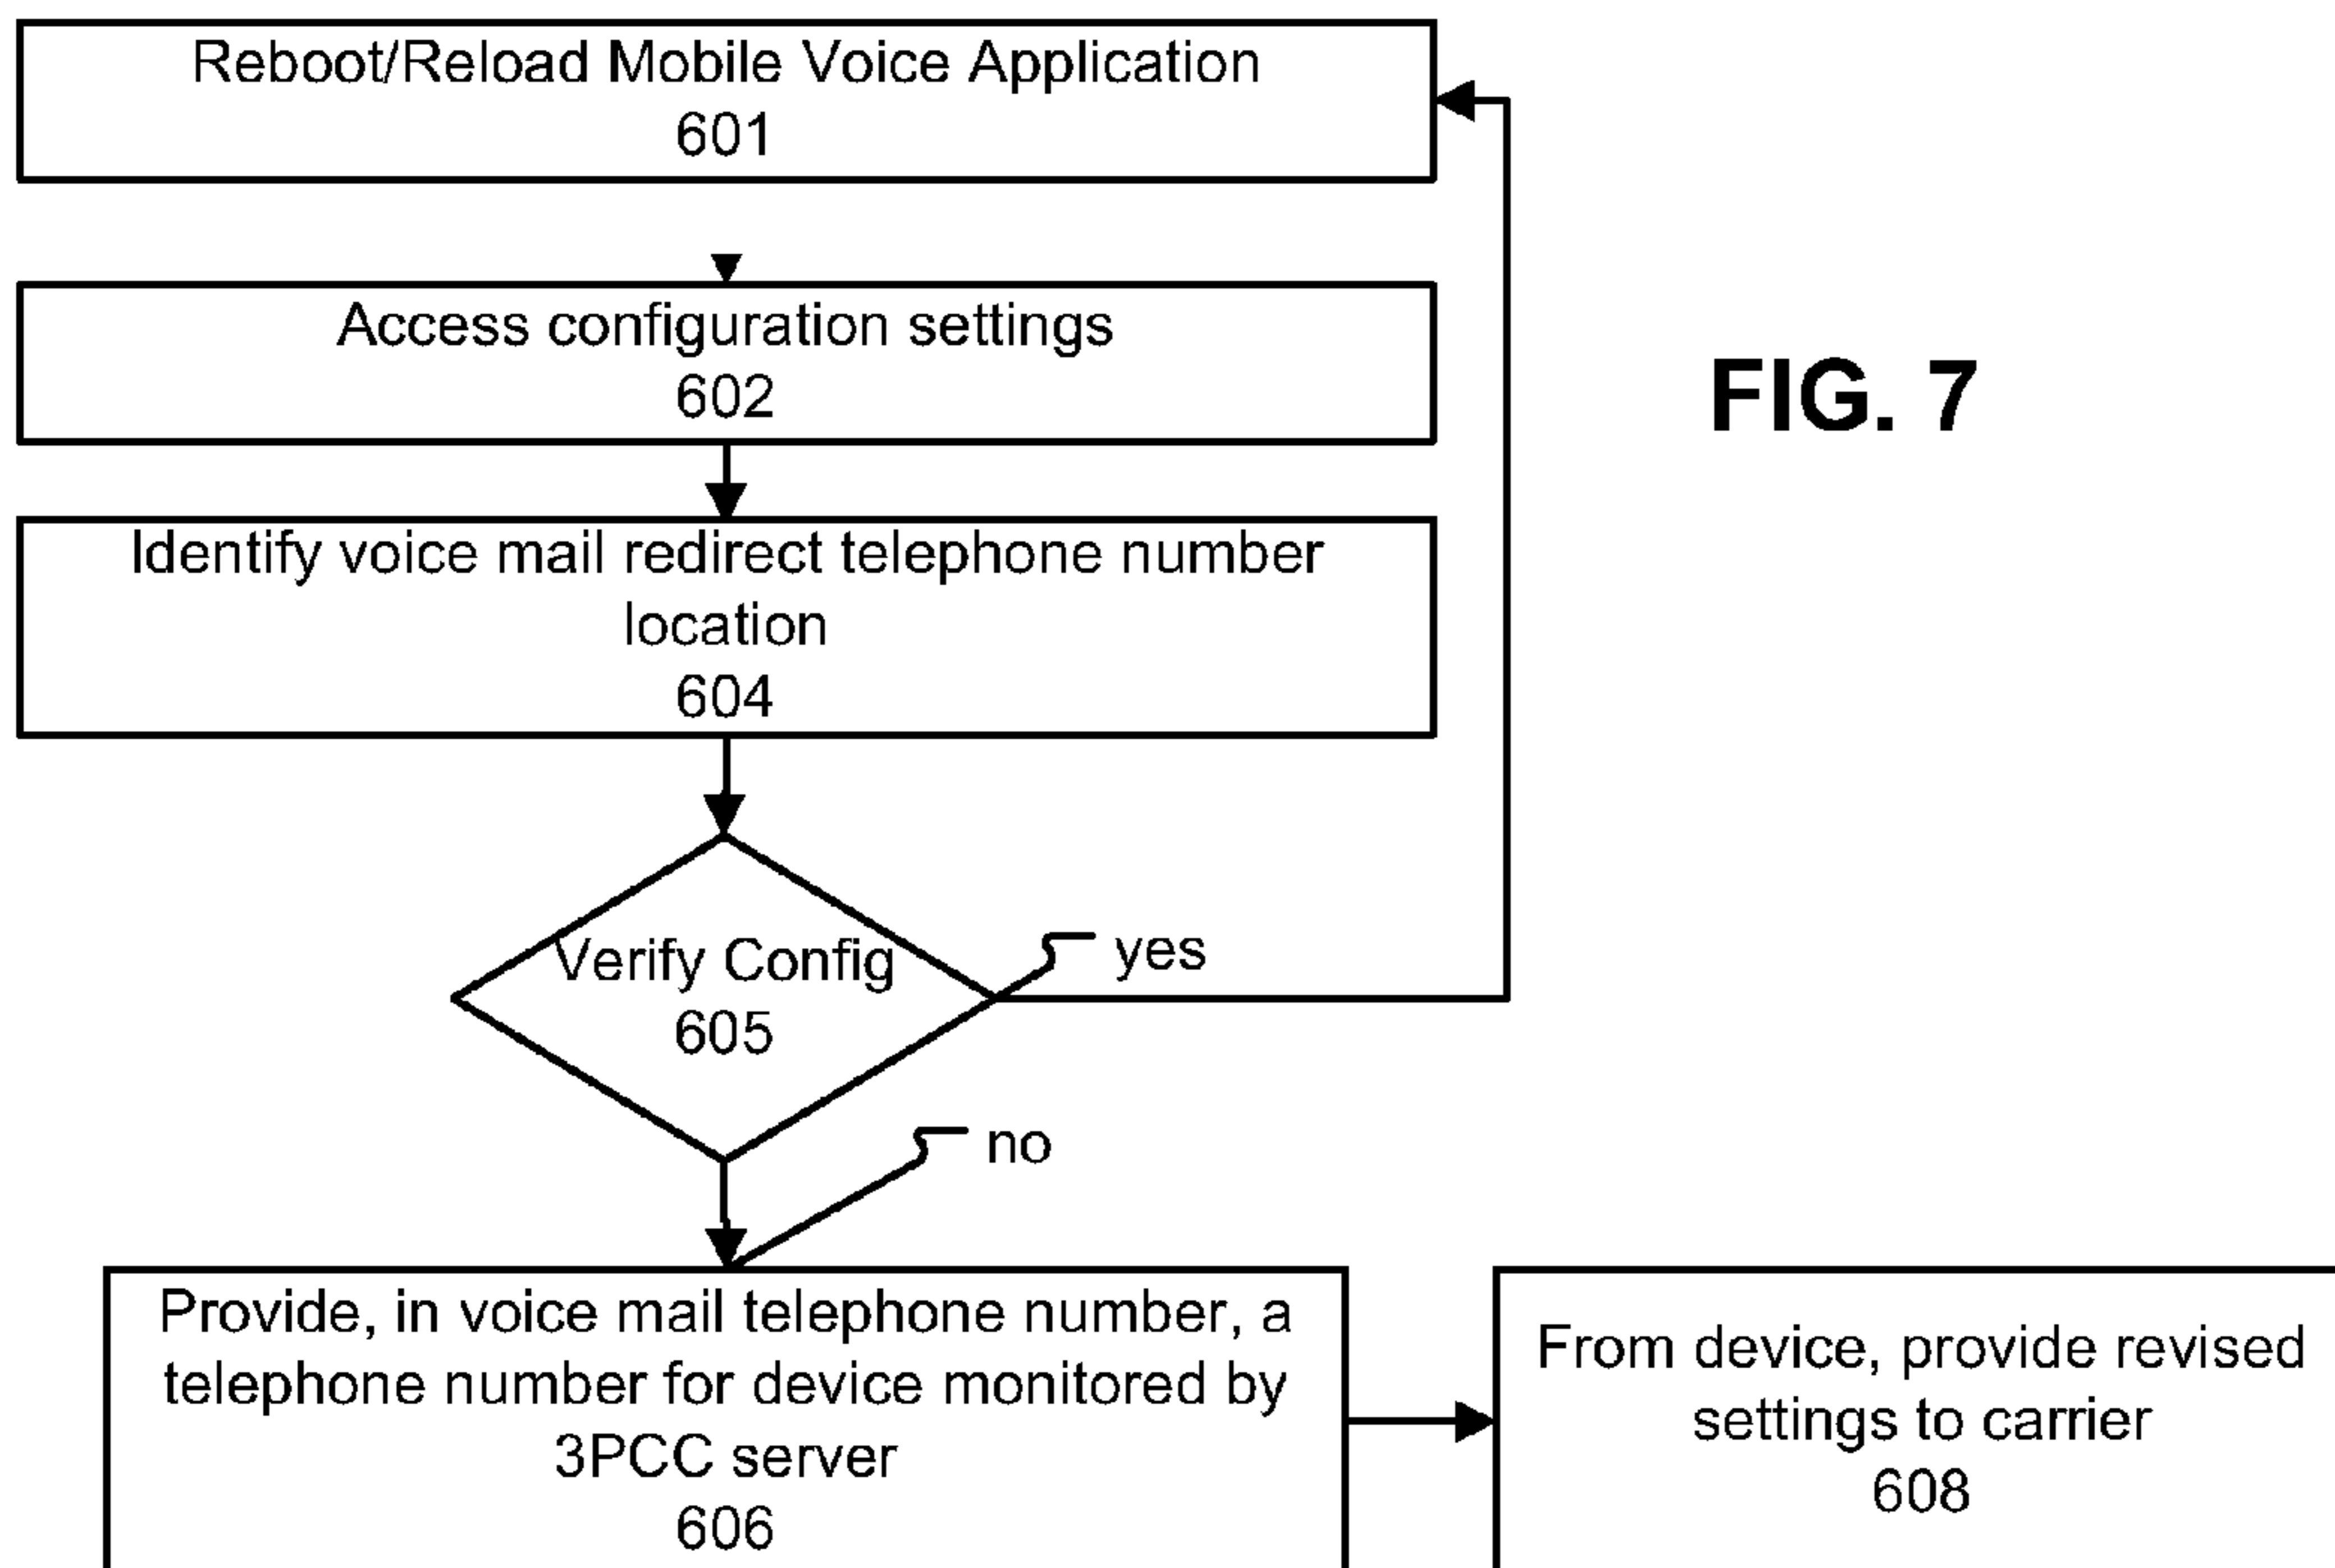 Reboot/Reload Mobile Voice Application
601
Access configuration settings
602
FIG. 7
Identify voice mail redirect telephone number
location
604
Verify Config
605
yes
no
Provide, in voice mail telephone number, a
telephone number for device monitored by
3PCC server
606
From device, provide revised
settings to carrier
608